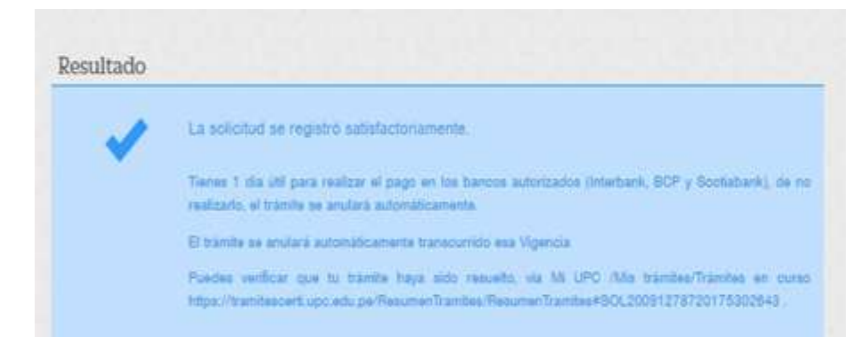 Resultado
La solicitud se registró satisfactoriamente.
Tienes 1 día útil para realizar el pago en los bancos autorizados (Interbank, BCP y Scotiabank), de no
realizarlo, el trámite se anulará automáticamente.
El trámite se anulará automáticamente transcurrido esa Vigencia
Puedes verificar que tu trámite haya sido resuelto, vía Mi UPC /Mis trámites/Trámites en curso
https://tramitescerti.upc.edu.pe/ResumenTramites/ResumenTramites#SOL20091278720175302643 .